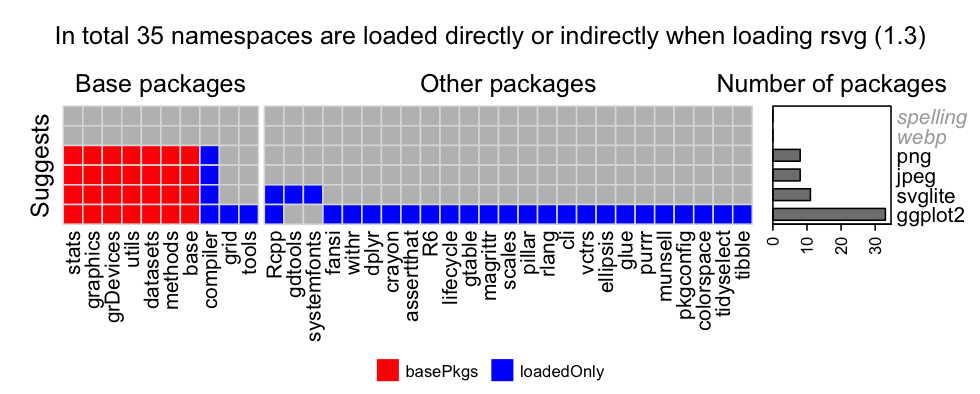 In total 35 namespaces are loaded directly or indirectly when loading rsvg (1.3)
Base packages
Other packages
Number of packages
Suggests
spelling
webp
png
jpeg
svglite
ggplot2
0
10
20
30
stats
graphics
grDevices
utils
datasets
methods
base
compiler
grid
tools
Rcpp
gdtools
systemfonts
fansi
withr
dplyr
crayon
assertthat
R6
lifecycle
gtable
magrittr
scales
pillar
rlang
cli
vctrs
ellipsis
glue
purrr
munsell
pkgconfig
colorspace
tidyselect
tibble
basePkgs
loadedOnly